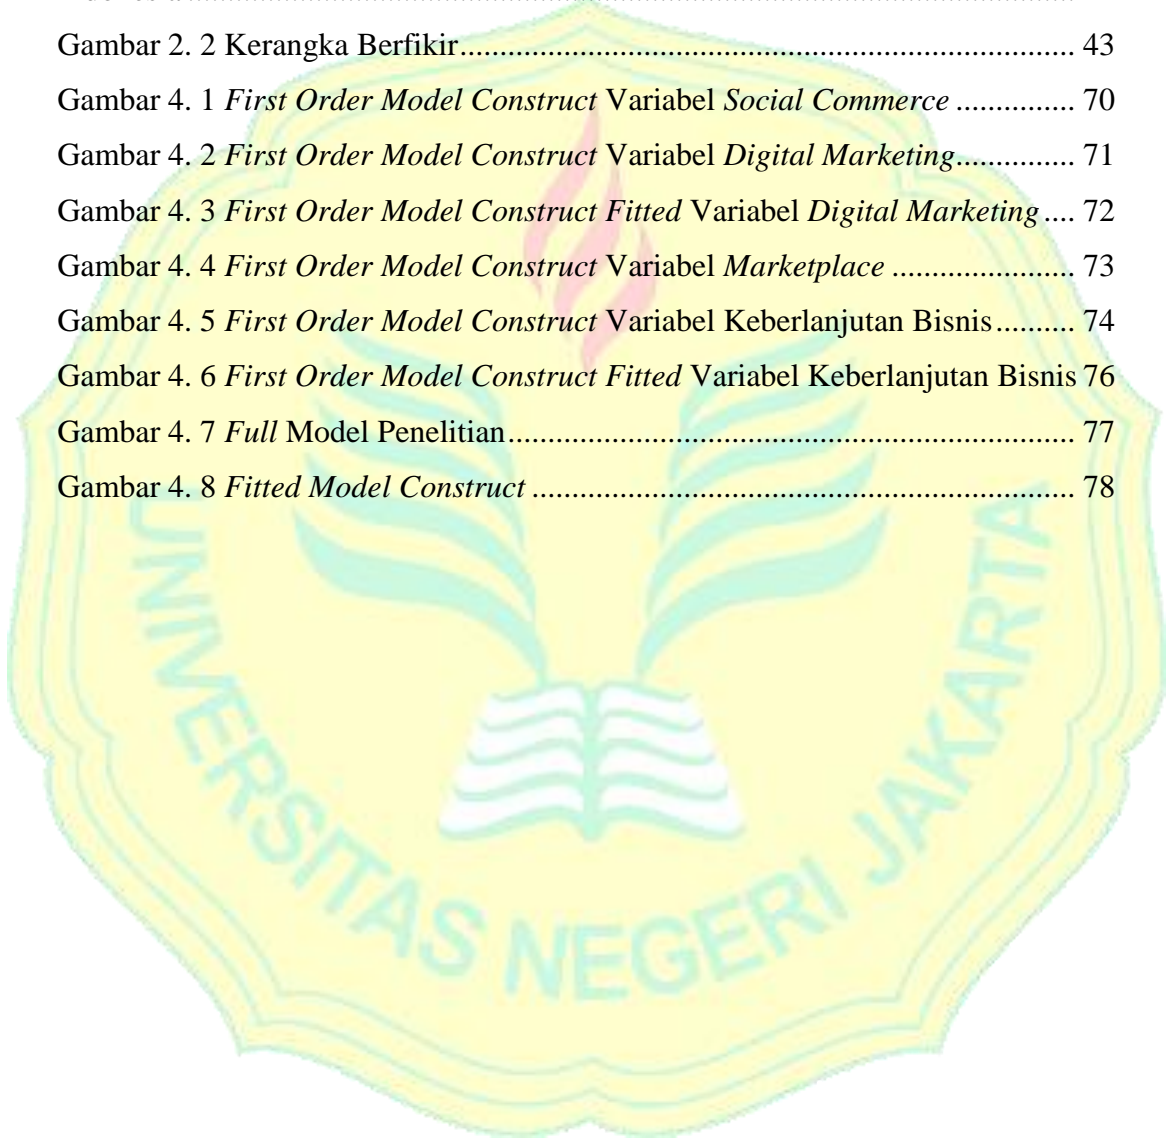 Gambar 2. 2 Kerangka Berfikir............................................................................ 43
Gambar 4. 1 First Order Model Construct Variabel Social Commerce ............... 70
Gambar 4. 2 First Order Model Construct Variabel Digital Marketing............... 71
Gambar 4. 3 First Order Model Construct Fitted Variabel Digital Marketing .... 72
Gambar 4. 4 First Order Model Construct Variabel Marketplace ....................... 73
Gambar 4. 5 First Order Model Construct Variabel Keberlanjutan Bisnis.......... 74
Gambar 4. 6 First Order Model Construct Fitted Variabel Keberlanjutan Bisnis 76
Gambar 4. 7 Full Model Penelitian...................................................................... 77
Gambar 4. 8 Fitted Model Construct ................................................................... 78
UNIVERSITAS NEGERI JAKARTA